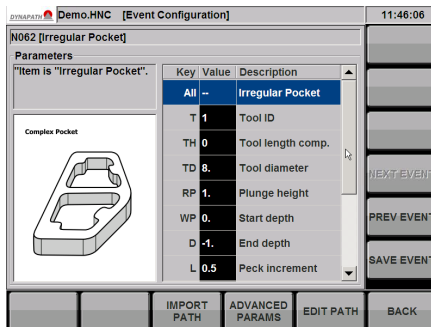 DYNAPATH Demo.HNC [Event Configuration] 11:46:06
N062 [Irregular Pocket]
Parameters
"Item is "Irregular Pocket".
Complex Pocket
Key Value Description
All -- Irregular Pocket
T 1 Tool ID
TH 0 Tool length comp.
TD 8. Tool diameter
RP 1. Plunge height
WP 0. Start depth
D -1. End depth
L 0.5 Peck increment
NEXT EVENT
PREV EVENT
SAVE EVENT
IMPORT PATH
ADVANCED PARAMS
EDIT PATH
BACK